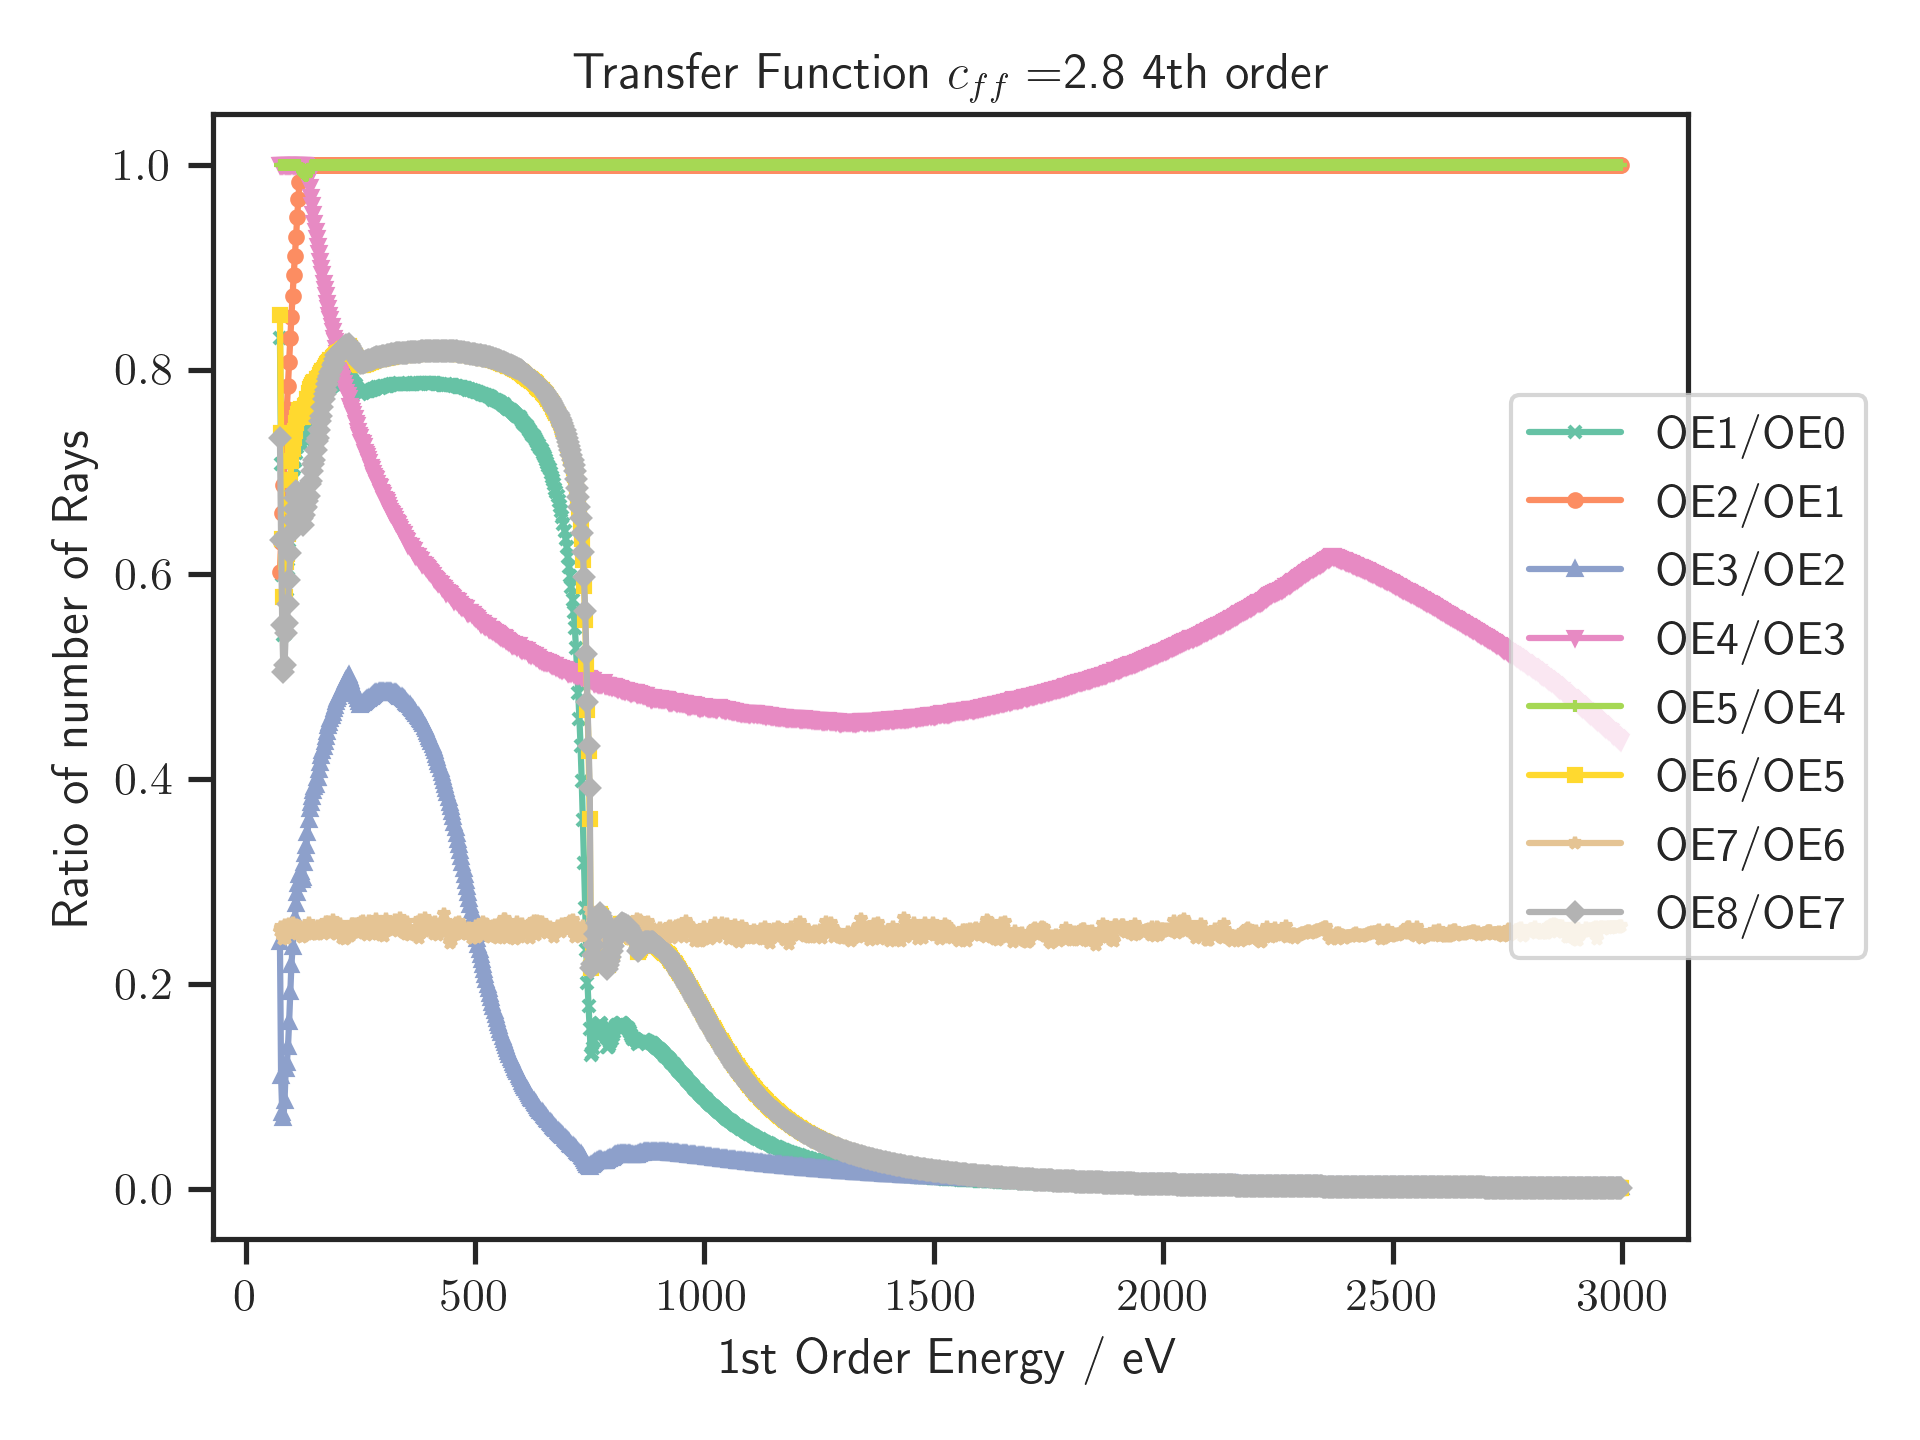 Transfer Function c_ff =2.8 4th order
1.0
0.8
0.6
0.4
0.2
0.0
Ratio of number of Rays
OE1/OE0
OE2/OE1
OE3/OE2
OE4/OE3
OE5/OE4
OE6/OE5
OE7/OE6
OE8/OE7
0 500 1000 1500 2000 2500 3000
1st Order Energy / eV